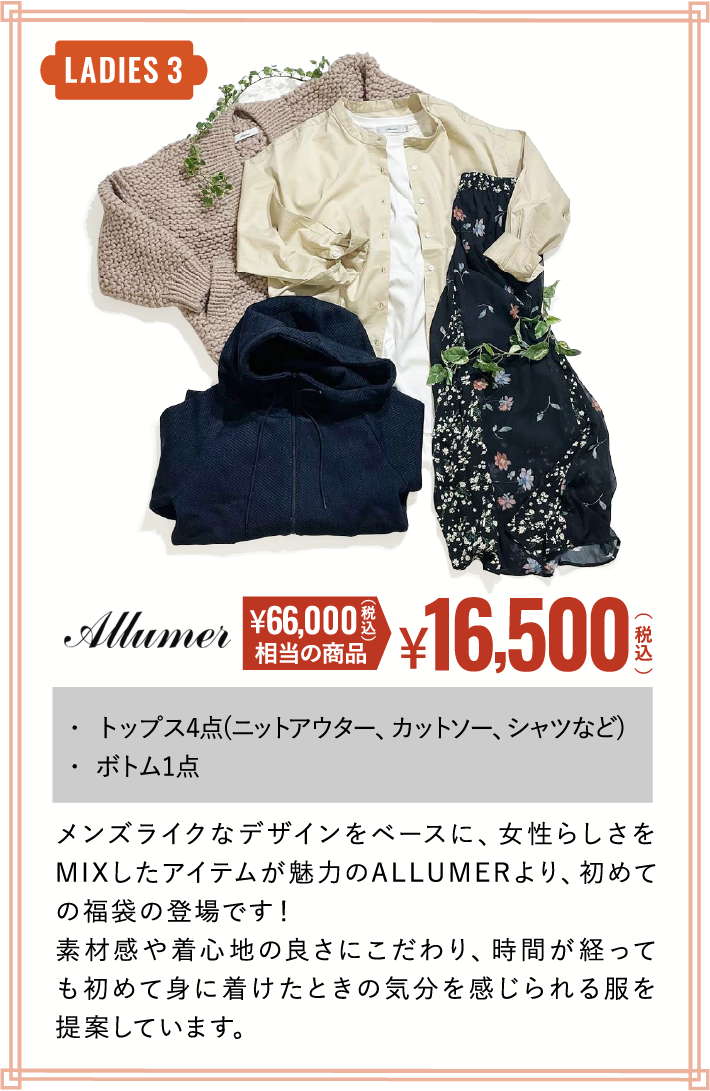 LADIES 3
Allumer
¥66,000(税込)
相当の商品
¥16,500(税込)
・ トップス4点(ニットアウター、カットソー、シャツなど)
・ ボトム1点
メンズライクなデザインをベースに、女性らしさを
MIXしたアイテムが魅力のALLUMERより、初めて
の福袋の登場です!
素材感や着心地の良さにこだわり、時間が経って
も初めて身に着けたときの気分を感じられる服を
提案しています。